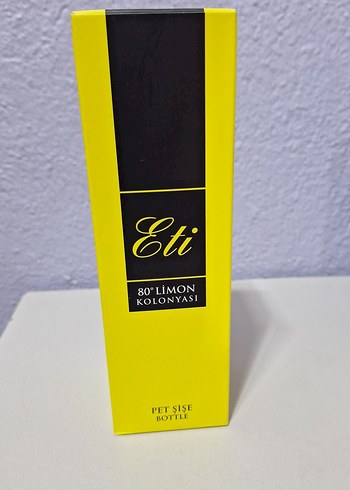 Eti
80° LİMON
KOLONYASI
PET ŞİŞE
BOTTLE